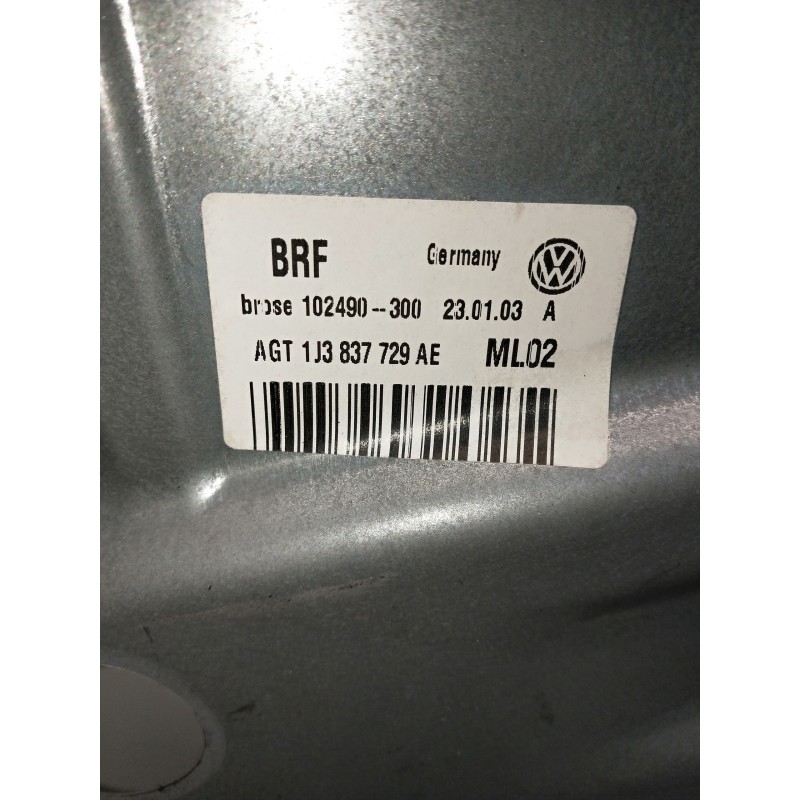 BRF Germany
brose 102490-300 23.01.03 A
AGT 1J3 837 729 AE ML02